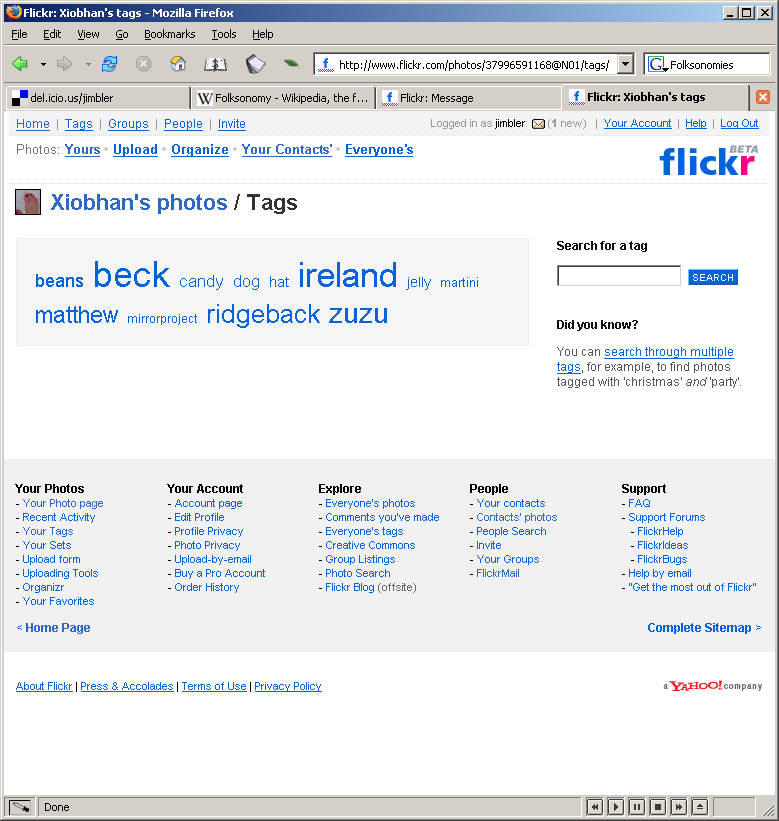 Flickr: Xiobhan's tags - Mozilla Firefox
File Edit View Go Bookmarks Tools Help
http://www.flickr.com/photos/37996591168@N01/tags/ Folksonomies
del.icio.us/jimbler Folksonomy - Wikipedia, the f... Flickr: Message Flickr: Xiobhan's tags
Home | Tags | Groups | People | Invite Logged in as jimbler: (1 new) | Your Account | Help | Log Out
Photos: Yours • Upload • Organize • Your Contacts' • Everyone's
flickr BETA
Xiobhan's photos / Tags
beans beck candy dog hat ireland jelly martini
matthew mirrorproject ridgeback zuzu
Search for a tag
SEARCH
Did you know?
You can search through multiple
tags, for example, to find photos
tagged with 'christmas' and 'party'.
Your Photos
- Your Photo page
- Recent Activity
- Your Tags
- Your Sets
- Upload form
- Uploading Tools
- Organizr
- Your Favorites
Your Account
- Account page
- Edit Profile
- Profile Privacy
- Photo Privacy
- Upload-by-email
- Buy a Pro Account
- Order History
Explore
- Everyone's photos
- Comments you've made
- Everyone's tags
- Creative Commons
- Group Listings
- Photo Search
- Flickr Blog (offsite)
People
- Your contacts
- Contacts' photos
- People Search
- Invite
- Your Groups
- FlickrMail
Support
- FAQ
- Support Forums
- FlickrHelp
- FlickrIdeas
- FlickrBugs
- Help by email
- "Get the most out of Flickr"
< Home Page Complete Sitemap >
About Flickr | Press & Accolades | Terms of Use | Privacy Policy a YAHOO! company
Done